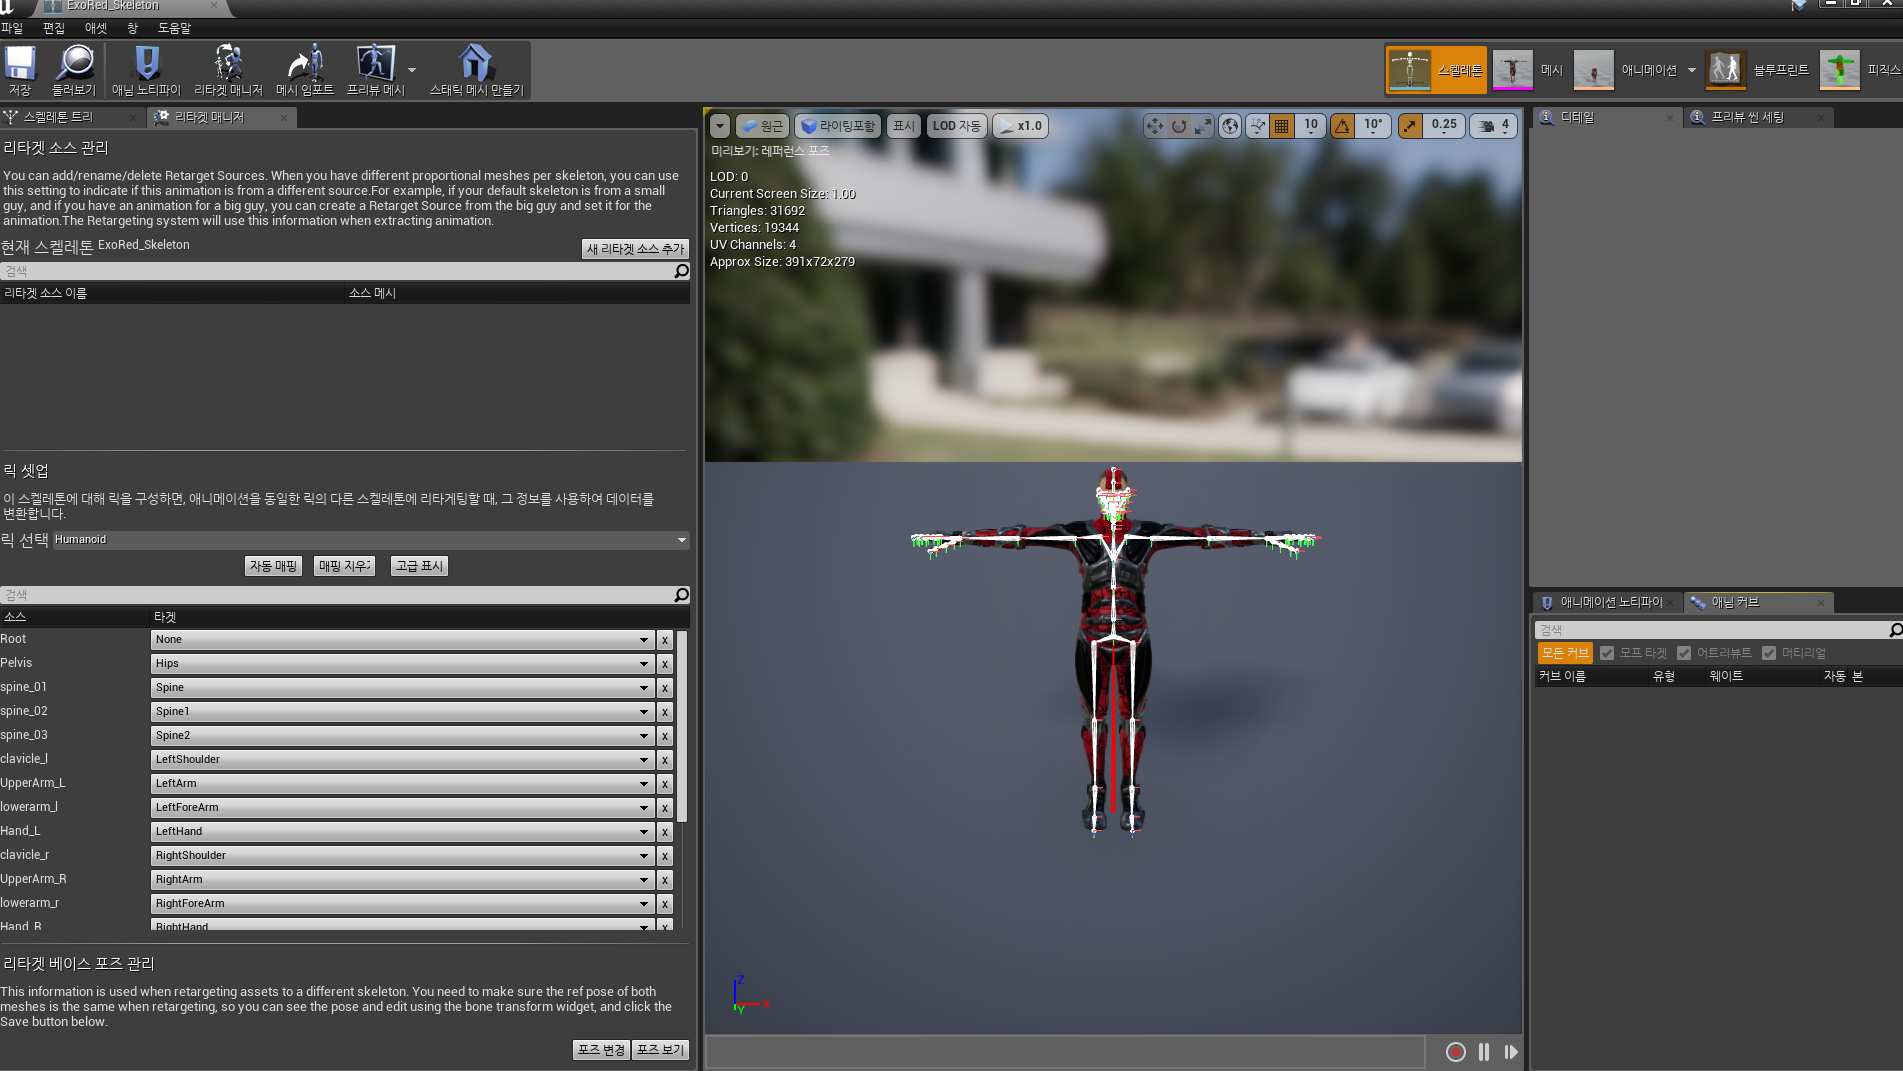 ExoRed_Skeleton
파일 편집 애셋 창 도움말
저장 둘러보기 애님 노티파이 리타겟 매니저 메시 임포트 프리뷰 메시 스태틱 메시 만들기
스켈레톤 메시 애니메이션 블루프린트 피직스
스켈레톤 트리 리타겟 매니저
리타겟 소스 관리
You can add/rename/delete Retarget Sources. When you have different proportional meshes per skeleton, you can use
this setting to indicate if this animation is from a different source.For example, if your default skeleton is from a small
guy, and if you have an animation for a big guy, you can create a Retarget Source from the big guy and set it for the
animation.The Retargeting system will use this information when extracting animation.
현재 스켈레톤 ExoRed_Skeleton
새 리타겟 소스 추가
검색
리타겟 소스 이름 소스 메시
릭 셋업
이 스켈레톤에 대해 릭을 구성하면, 애니메이션을 동일한 릭의 다른 스켈레톤에 리타게팅할 때, 그 정보를 사용하여 데이터를
변환합니다.
릭 선택 Humanoid
자동 매핑 매핑 지우기 고급 표시
검색
소스 타겟
Root None x
Pelvis Hips x
spine_01 Spine x
spine_02 Spine1 x
spine_03 Spine2 x
clavicle_l LeftShoulder x
UpperArm_L LeftArm x
lowerarm_l LeftForeArm x
Hand_L LeftHand x
clavicle_r RightShoulder x
UpperArm_R RightArm x
lowerarm_r RightForeArm x
Hand_R RightHand x
리타겟 베이스 포즈 관리
This information is used when retargeting assets to a different skeleton. You need to make sure the ref pose of both
meshes is the same when retargeting, so you can see the pose and edit using the bone transform widget, and click the
Save button below.
포즈 변경 포즈 보기
원근 라이팅포함 표시 LOD 자동 x1.0 10 10° 0.25 4
미리보기: 레퍼런스 포즈
LOD: 0
Current Screen Size: 1.00
Triangles: 31692
Vertices: 19344
UV Channels: 4
Approx Size: 391x72x279
Z
X
Y
디테일 프리뷰 씬 세팅
애니메이션 노티파이 애님 커브
검색
모든 커브 모프 타겟 어트리뷰트 머티리얼
커브 이름 유형 웨이트 자동 본